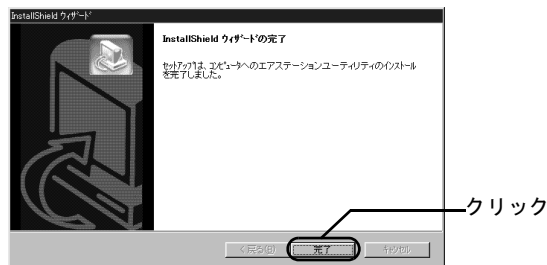 InstallShield ウィザード
InstallShield ウィザードの完了
セットアップは、コンピュータへのエアステーションユーティリティのインストール
を完了しました。
クリック
< 戻る(B)
完了
キャンセル